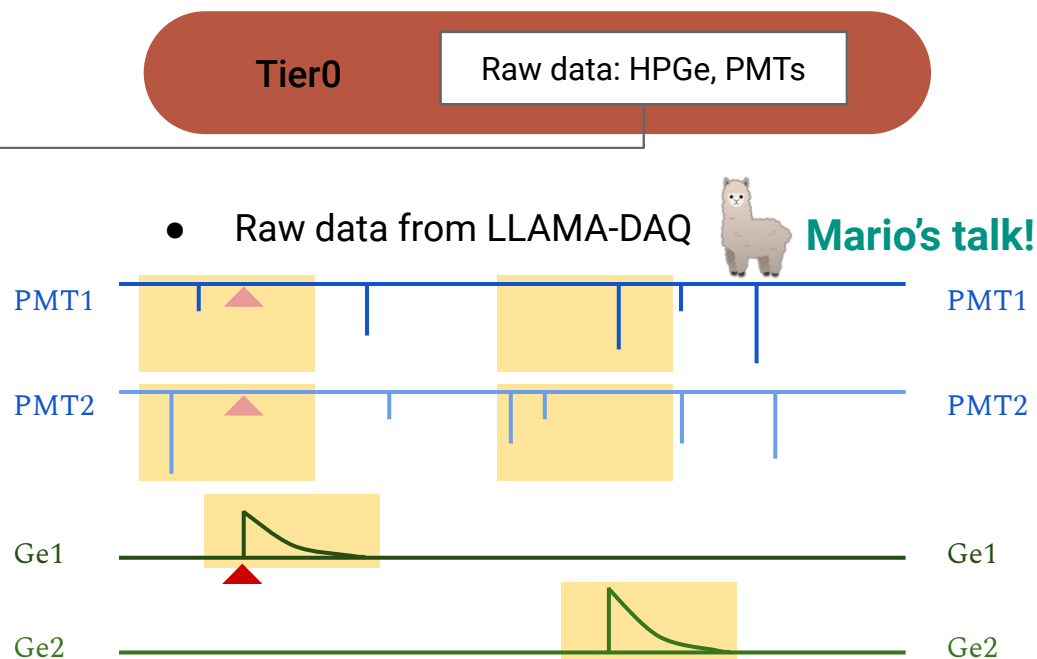 Tier0
Raw data: HPGe, PMTs
● Raw data from LLAMA-DAQ
Mario's talk!
PMT1 PMT1
PMT2 PMT2
Ge1 Ge1
Ge2 Ge2